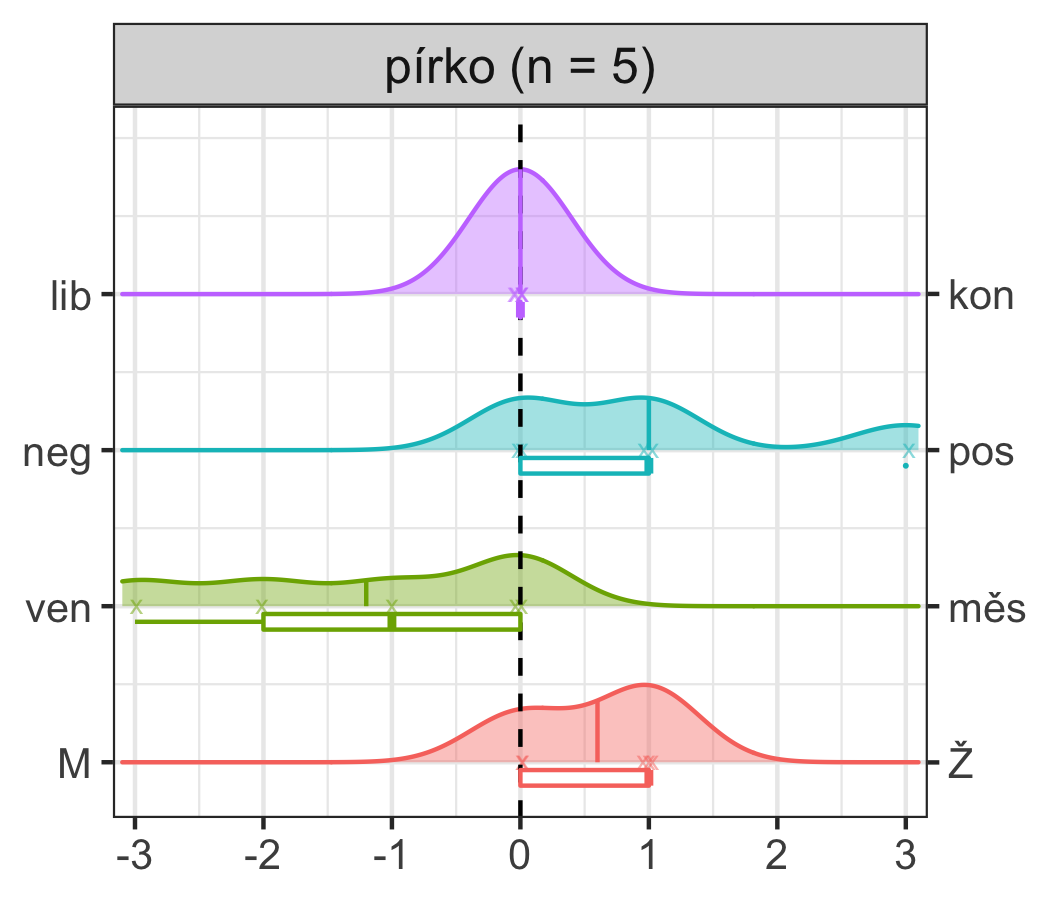 pírko (n = 5)
lib kon
neg pos
ven měs
M Ž
-3 -2 -1 0 1 2 3